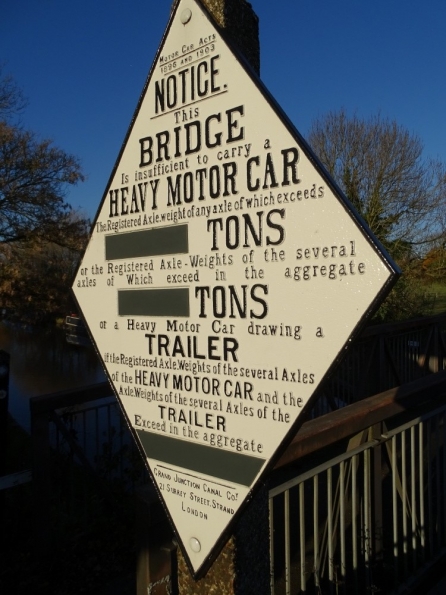 MOTOR CAR ACTS
1896 AND 1903
NOTICE.
This
BRIDGE
Is insufficient to carry a
HEAVY MOTOR CAR
The Registered Axle.weight of any axle of which exceeds
TONS
or the Registered Axle-Weights of the several
axles of Which exceed in the aggregate
TONS
or a Heavy Motor Car drawing a
TRAILER
if the Registered Axle.Weights of the several Axles
of the HEAVY MOTOR CAR and the
Axle.Weights of the several Axles of the
TRAILER
Exceed in the aggregate
GRAND JUNCTION CANAL CO.
21 SURREY STREET. STRAND
LONDON